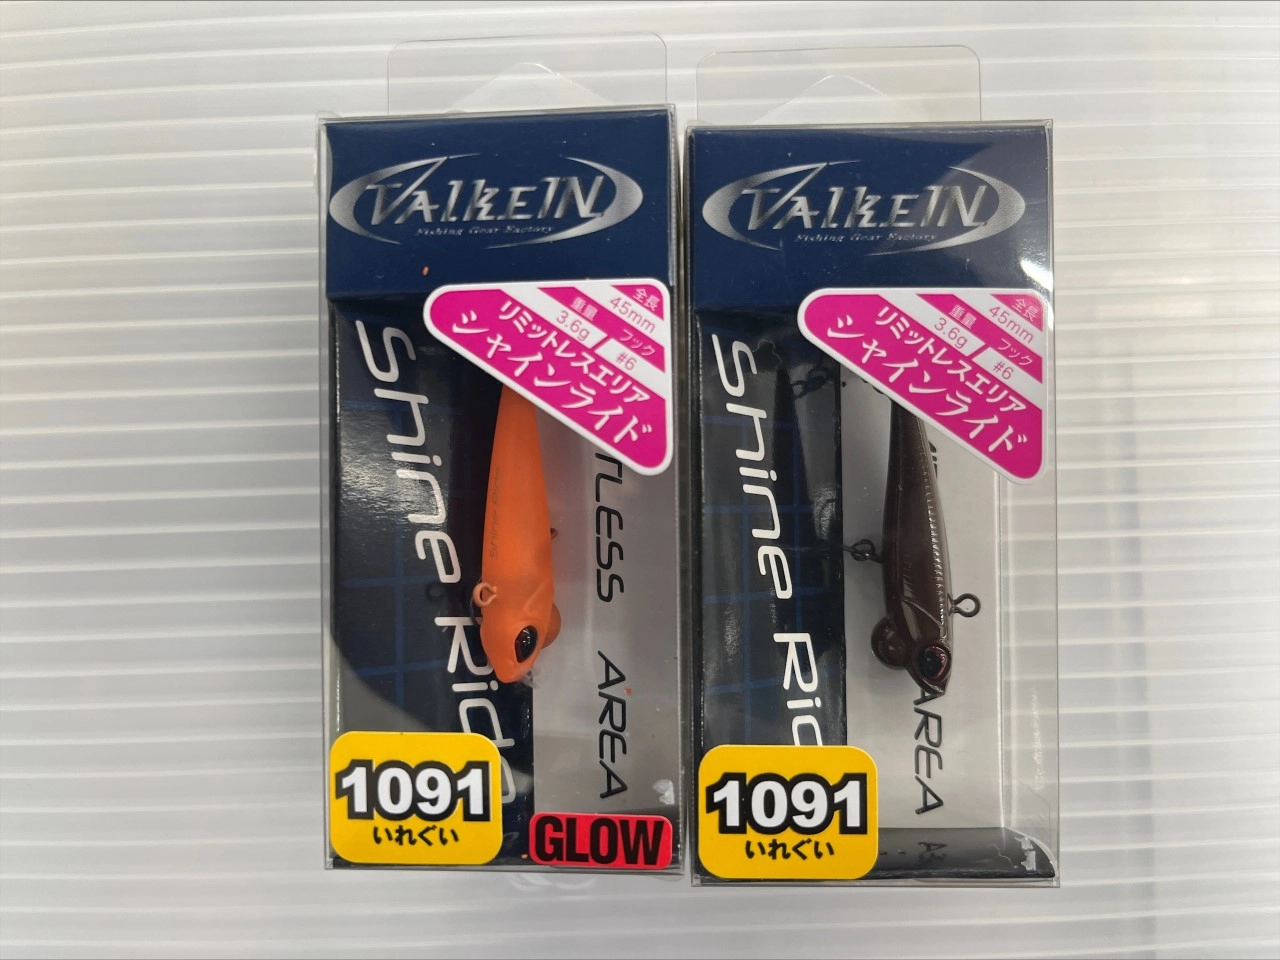 VALKEIN
Fishing Gear Factory
全長
45mm
重量
3.6g
フック
#6
リミットレスエリア
シャインライド
Shine Ride
TLESS AREA
1091
いれぐい
GLOW
VALKEIN
Fishing Gear Factory
全長
45mm
重量
3.6g
フック
#6
リミットレスエリア
シャインライド
Shine Rid
AREA
1091
いれぐい